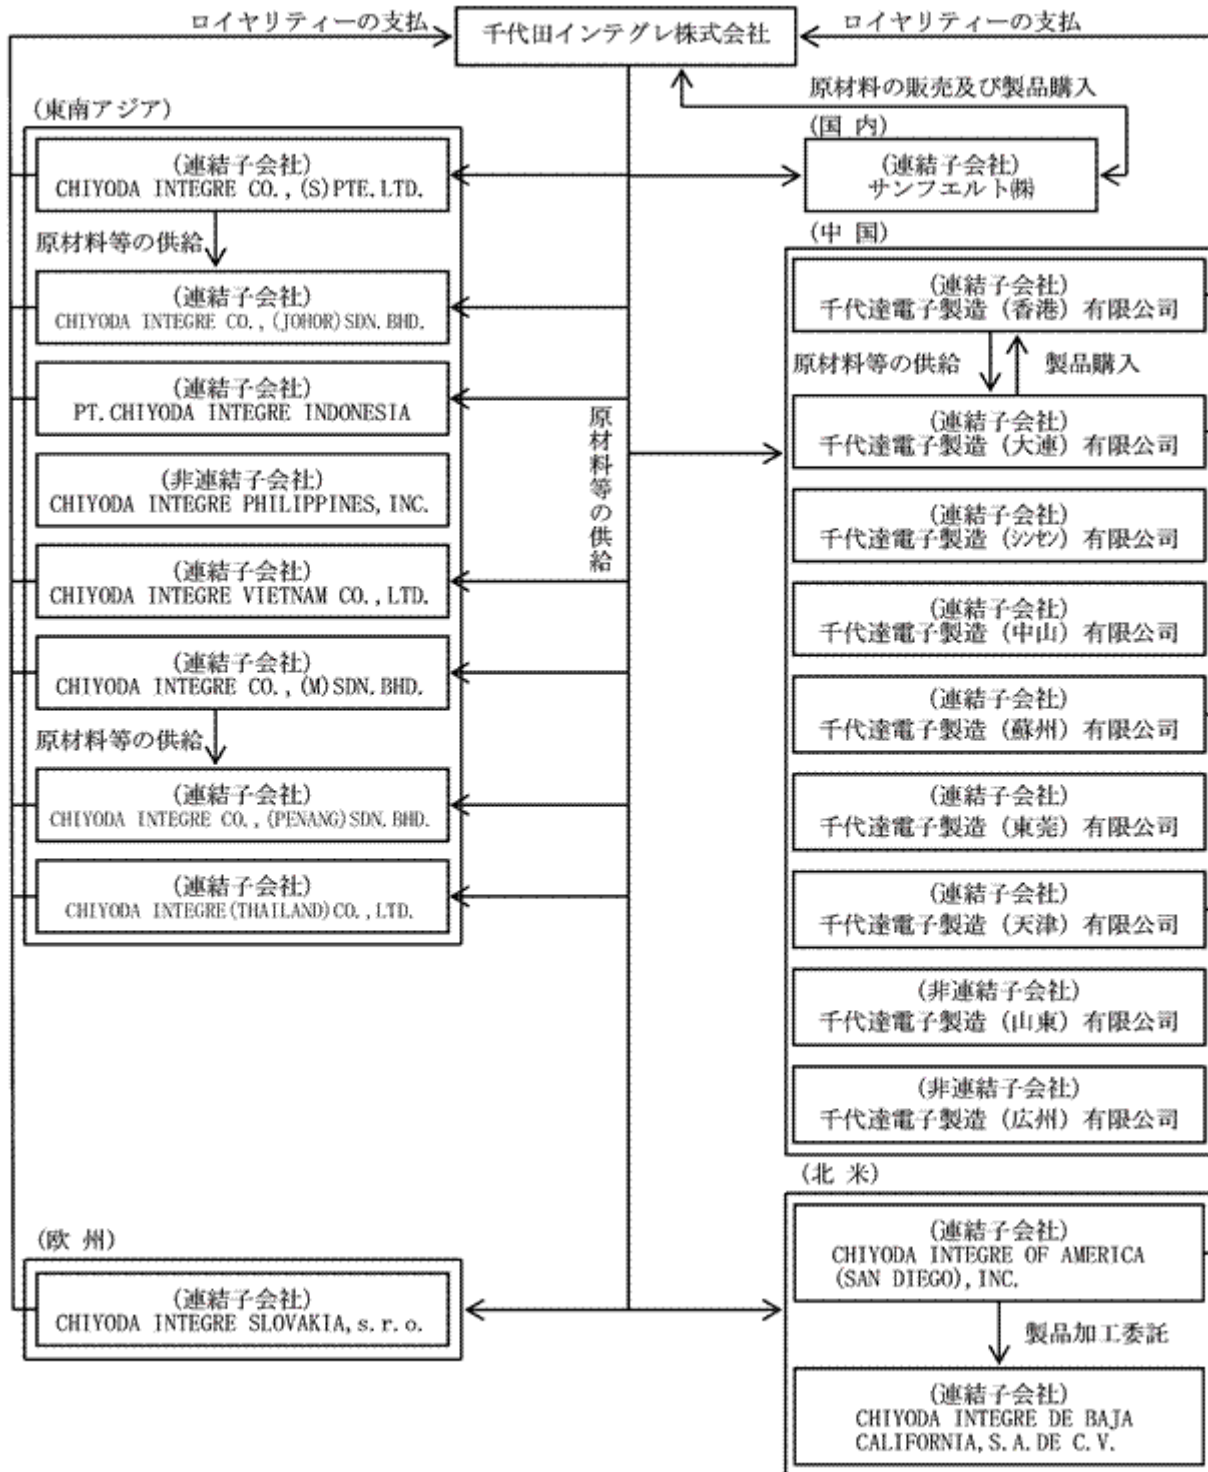 ロイヤリティーの支払
千代田インテグレ株式会社
ロイヤリティーの支払
原材料の販売及び製品購入
(東南アジア)
(連結子会社)
CHIYODA INTEGRE CO.,(S)PTE.LTD.
原材料等の供給
(連結子会社)
CHIYODA INTEGRE CO.,(JOHOR)SDN.BHD.
(連結子会社)
PT.CHIYODA INTEGRE INDONESIA
(非連結子会社)
CHIYODA INTEGRE PHILIPPINES,INC.
(連結子会社)
CHIYODA INTEGRE VIETNAM CO.,LTD.
(連結子会社)
CHIYODA INTEGRE CO.,(M)SDN.BHD.
原材料等の供給
(連結子会社)
CHIYODA INTEGRE CO.,(PENANG)SDN.BHD.
(連結子会社)
CHIYODA INTEGRE(THAILAND)CO.,LTD.
(欧 州)
(連結子会社)
CHIYODA INTEGRE SLOVAKIA,s.r.o.
原材料等の供給
(国 内)
(連結子会社)
サンフエルト㈱
(中 国)
(連結子会社)
千代達電子製造（香港）有限公司
原材料等の供給
製品購入
(連結子会社)
千代達電子製造（大連）有限公司
(連結子会社)
千代達電子製造（ｼﾝｾﾝ）有限公司
(連結子会社)
千代達電子製造（中山）有限公司
(連結子会社)
千代達電子製造（蘇州）有限公司
(連結子会社)
千代達電子製造（東莞）有限公司
(連結子会社)
千代達電子製造（天津）有限公司
(非連結子会社)
千代達電子製造（山東）有限公司
(非連結子会社)
千代達電子製造（広州）有限公司
(北 米)
(連結子会社)
CHIYODA INTEGRE OF AMERICA
(SAN DIEGO),INC.
製品加工委託
(連結子会社)
CHIYODA INTEGRE DE BAJA
CALIFORNIA,S.A.DE C.V.